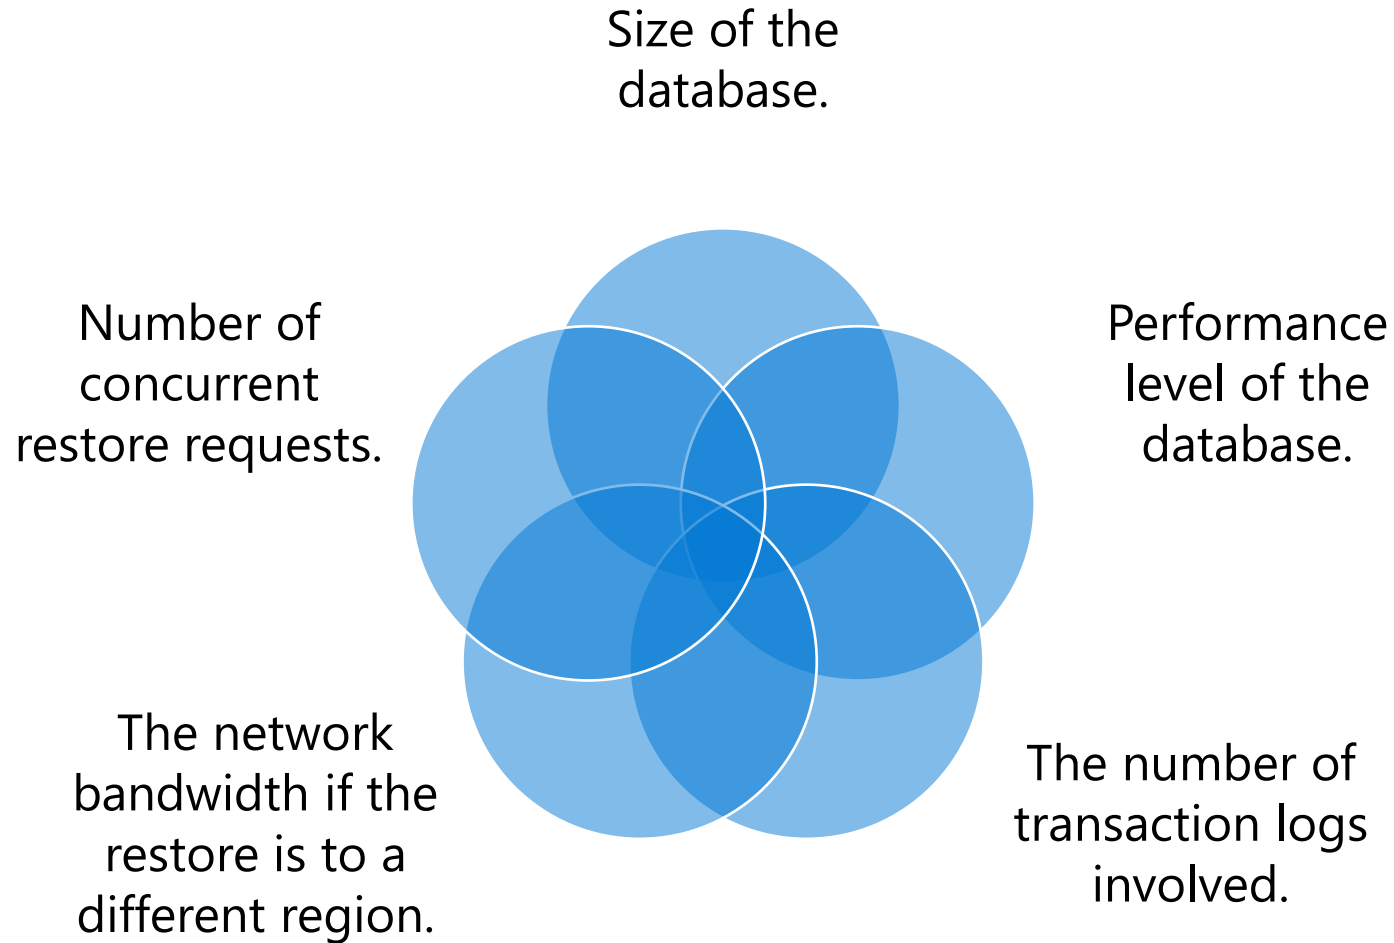 Size of the
database.
Performance
level of the
database.
The number of
transaction logs
involved.
The network
bandwidth if the
restore is to a
different region.
Number of
concurrent
restore requests.